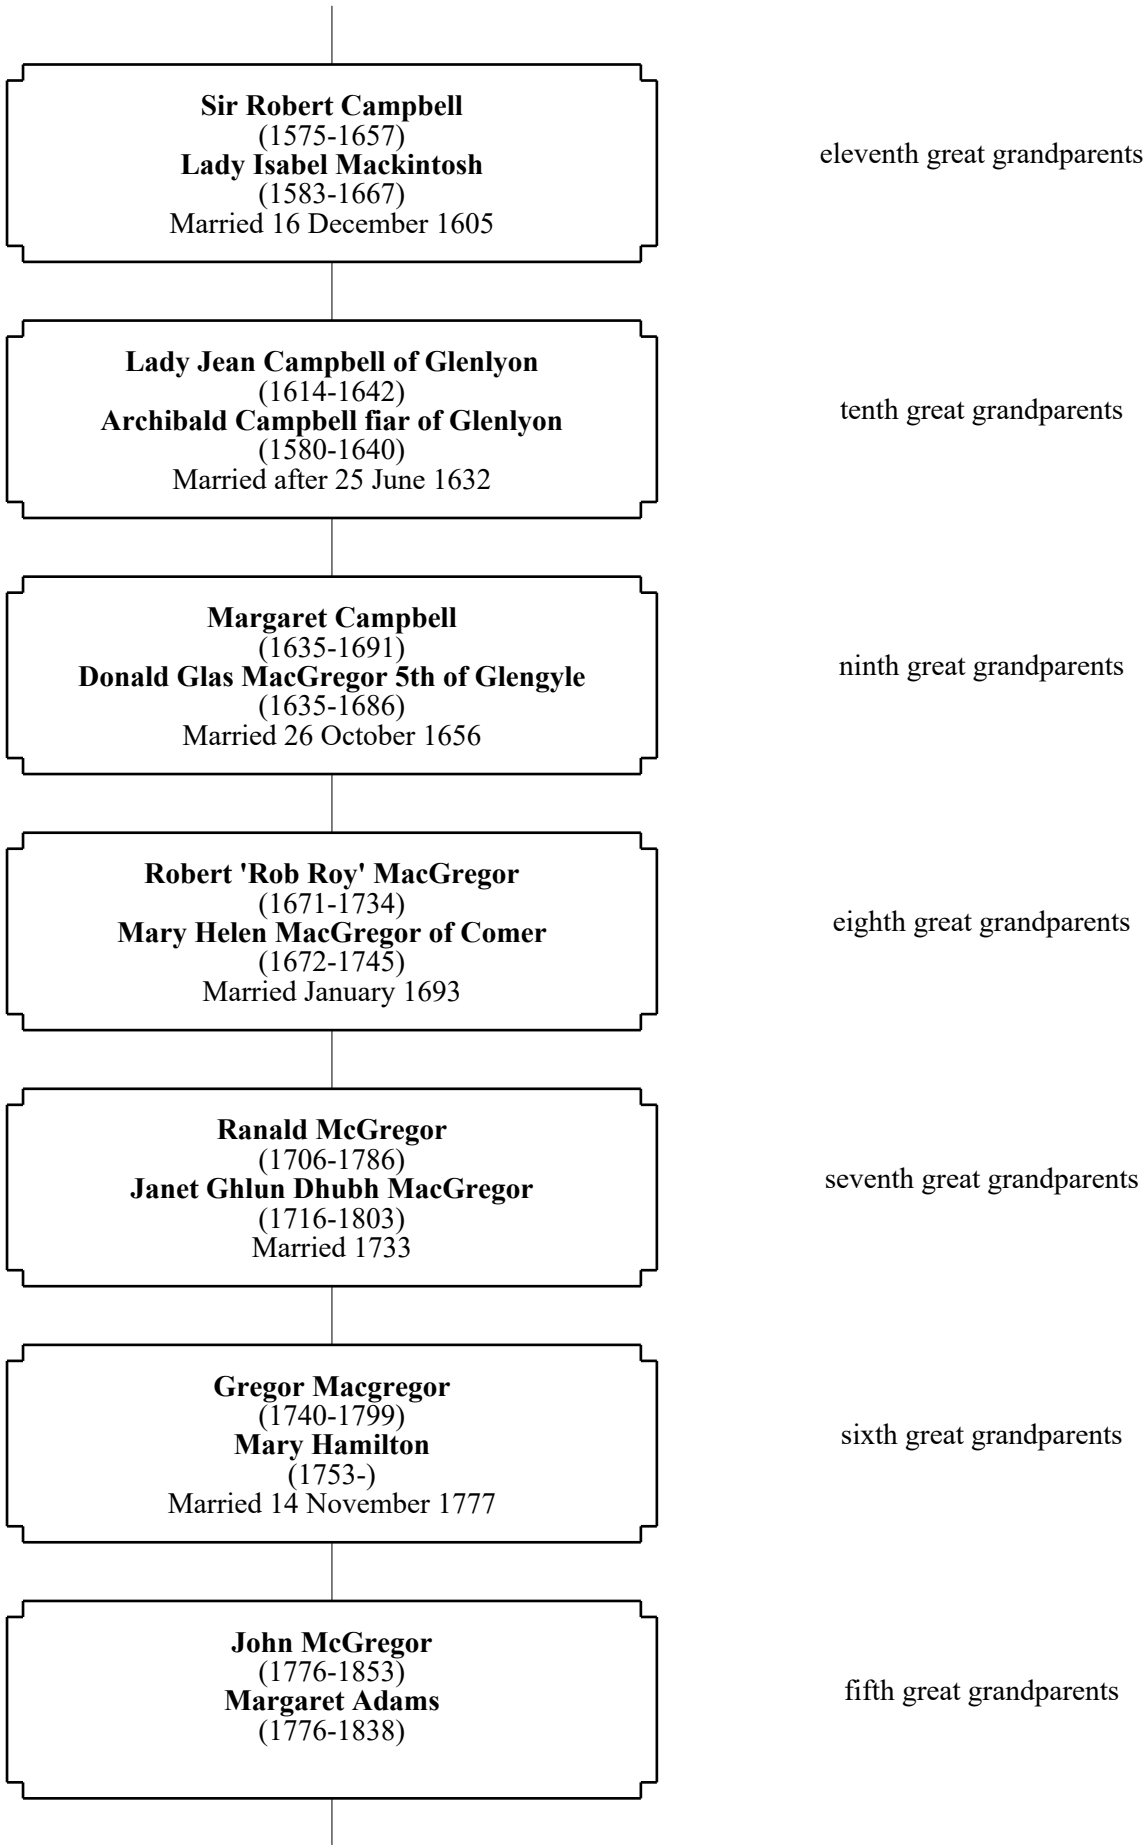 Sir Robert Campbell
(1575-1657)
Lady Isabel Mackintosh
(1583-1667)
Married 16 December 1605
eleventh great grandparents
Lady Jean Campbell of Glenlyon
(1614-1642)
Archibald Campbell fiar of Glenlyon
(1580-1640)
Married after 25 June 1632
tenth great grandparents
Margaret Campbell
(1635-1691)
Donald Glas MacGregor 5th of Glengyle
(1635-1686)
Married 26 October 1656
ninth great grandparents
Robert 'Rob Roy' MacGregor
(1671-1734)
Mary Helen MacGregor of Comer
(1672-1745)
Married January 1693
eighth great grandparents
Ranald McGregor
(1706-1786)
Janet Ghlun Dhubh MacGregor
(1716-1803)
Married 1733
seventh great grandparents
Gregor Macgregor
(1740-1799)
Mary Hamilton
(1753-)
Married 14 November 1777
sixth great grandparents
John McGregor
(1776-1853)
Margaret Adams
(1776-1838)
fifth great grandparents